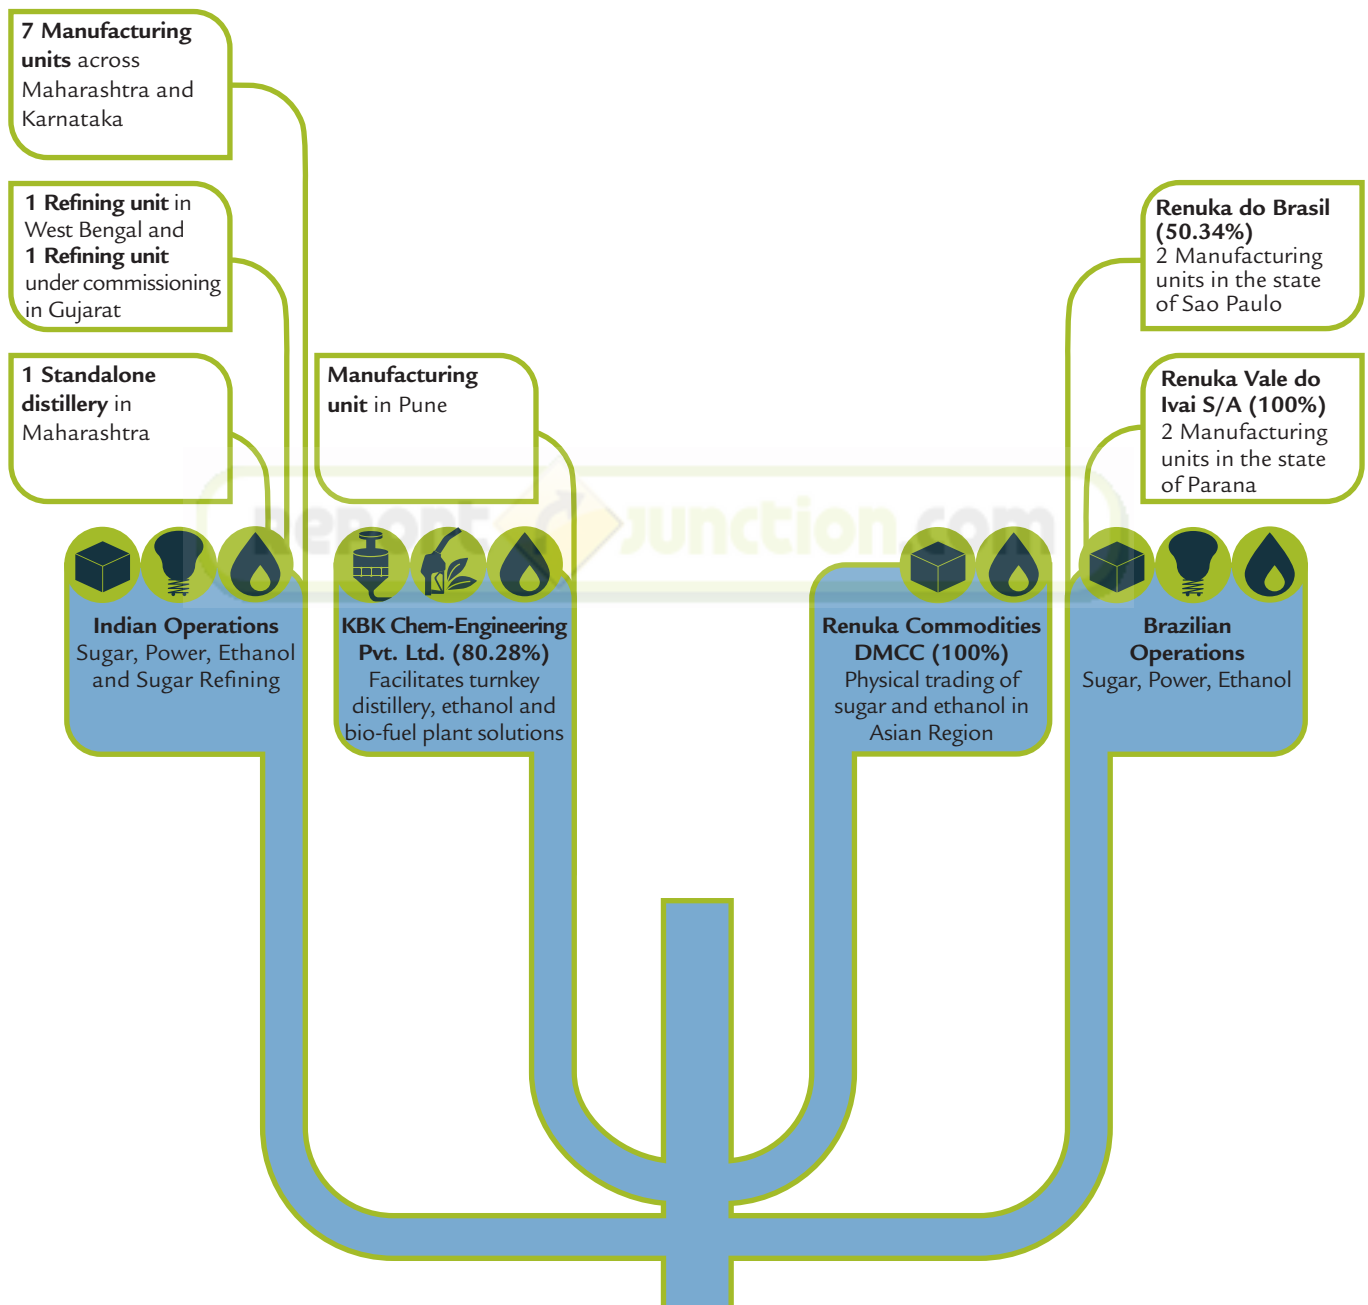 7 Manufacturing
units across
Maharashtra and
Karnataka
1 Refining unit in
West Bengal and
1 Refining unit
under commissioning
in Gujarat
1 Standalone
distillery in
Maharashtra
Manufacturing
unit in Pune
Renuka do Brasil
(50.34%)
2 Manufacturing
units in the state
of Sao Paulo
Renuka Vale do
Ivai S/A (100%)
2 Manufacturing
units in the state
of Parana
report junction.com
Indian Operations
Sugar, Power, Ethanol
and Sugar Refining
KBK Chem-Engineering
Pvt. Ltd. (80.28%)
Facilitates turnkey
distillery, ethanol and
bio-fuel plant solutions
Renuka Commodities
DMCC (100%)
Physical trading of
sugar and ethanol in
Asian Region
Brazilian
Operations
Sugar, Power, Ethanol